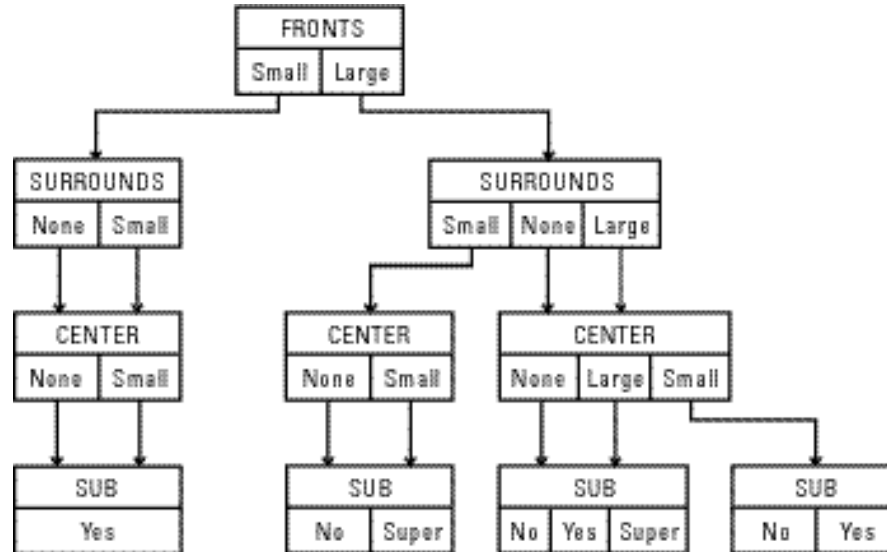 FRONTS
Small Large
SURROUNDS SURROUNDS
None Small Small None Large
CENTER CENTER CENTER
None Small None Small None Large Small
SUB SUB SUB SUB
Yes No Super No Yes Super No Yes